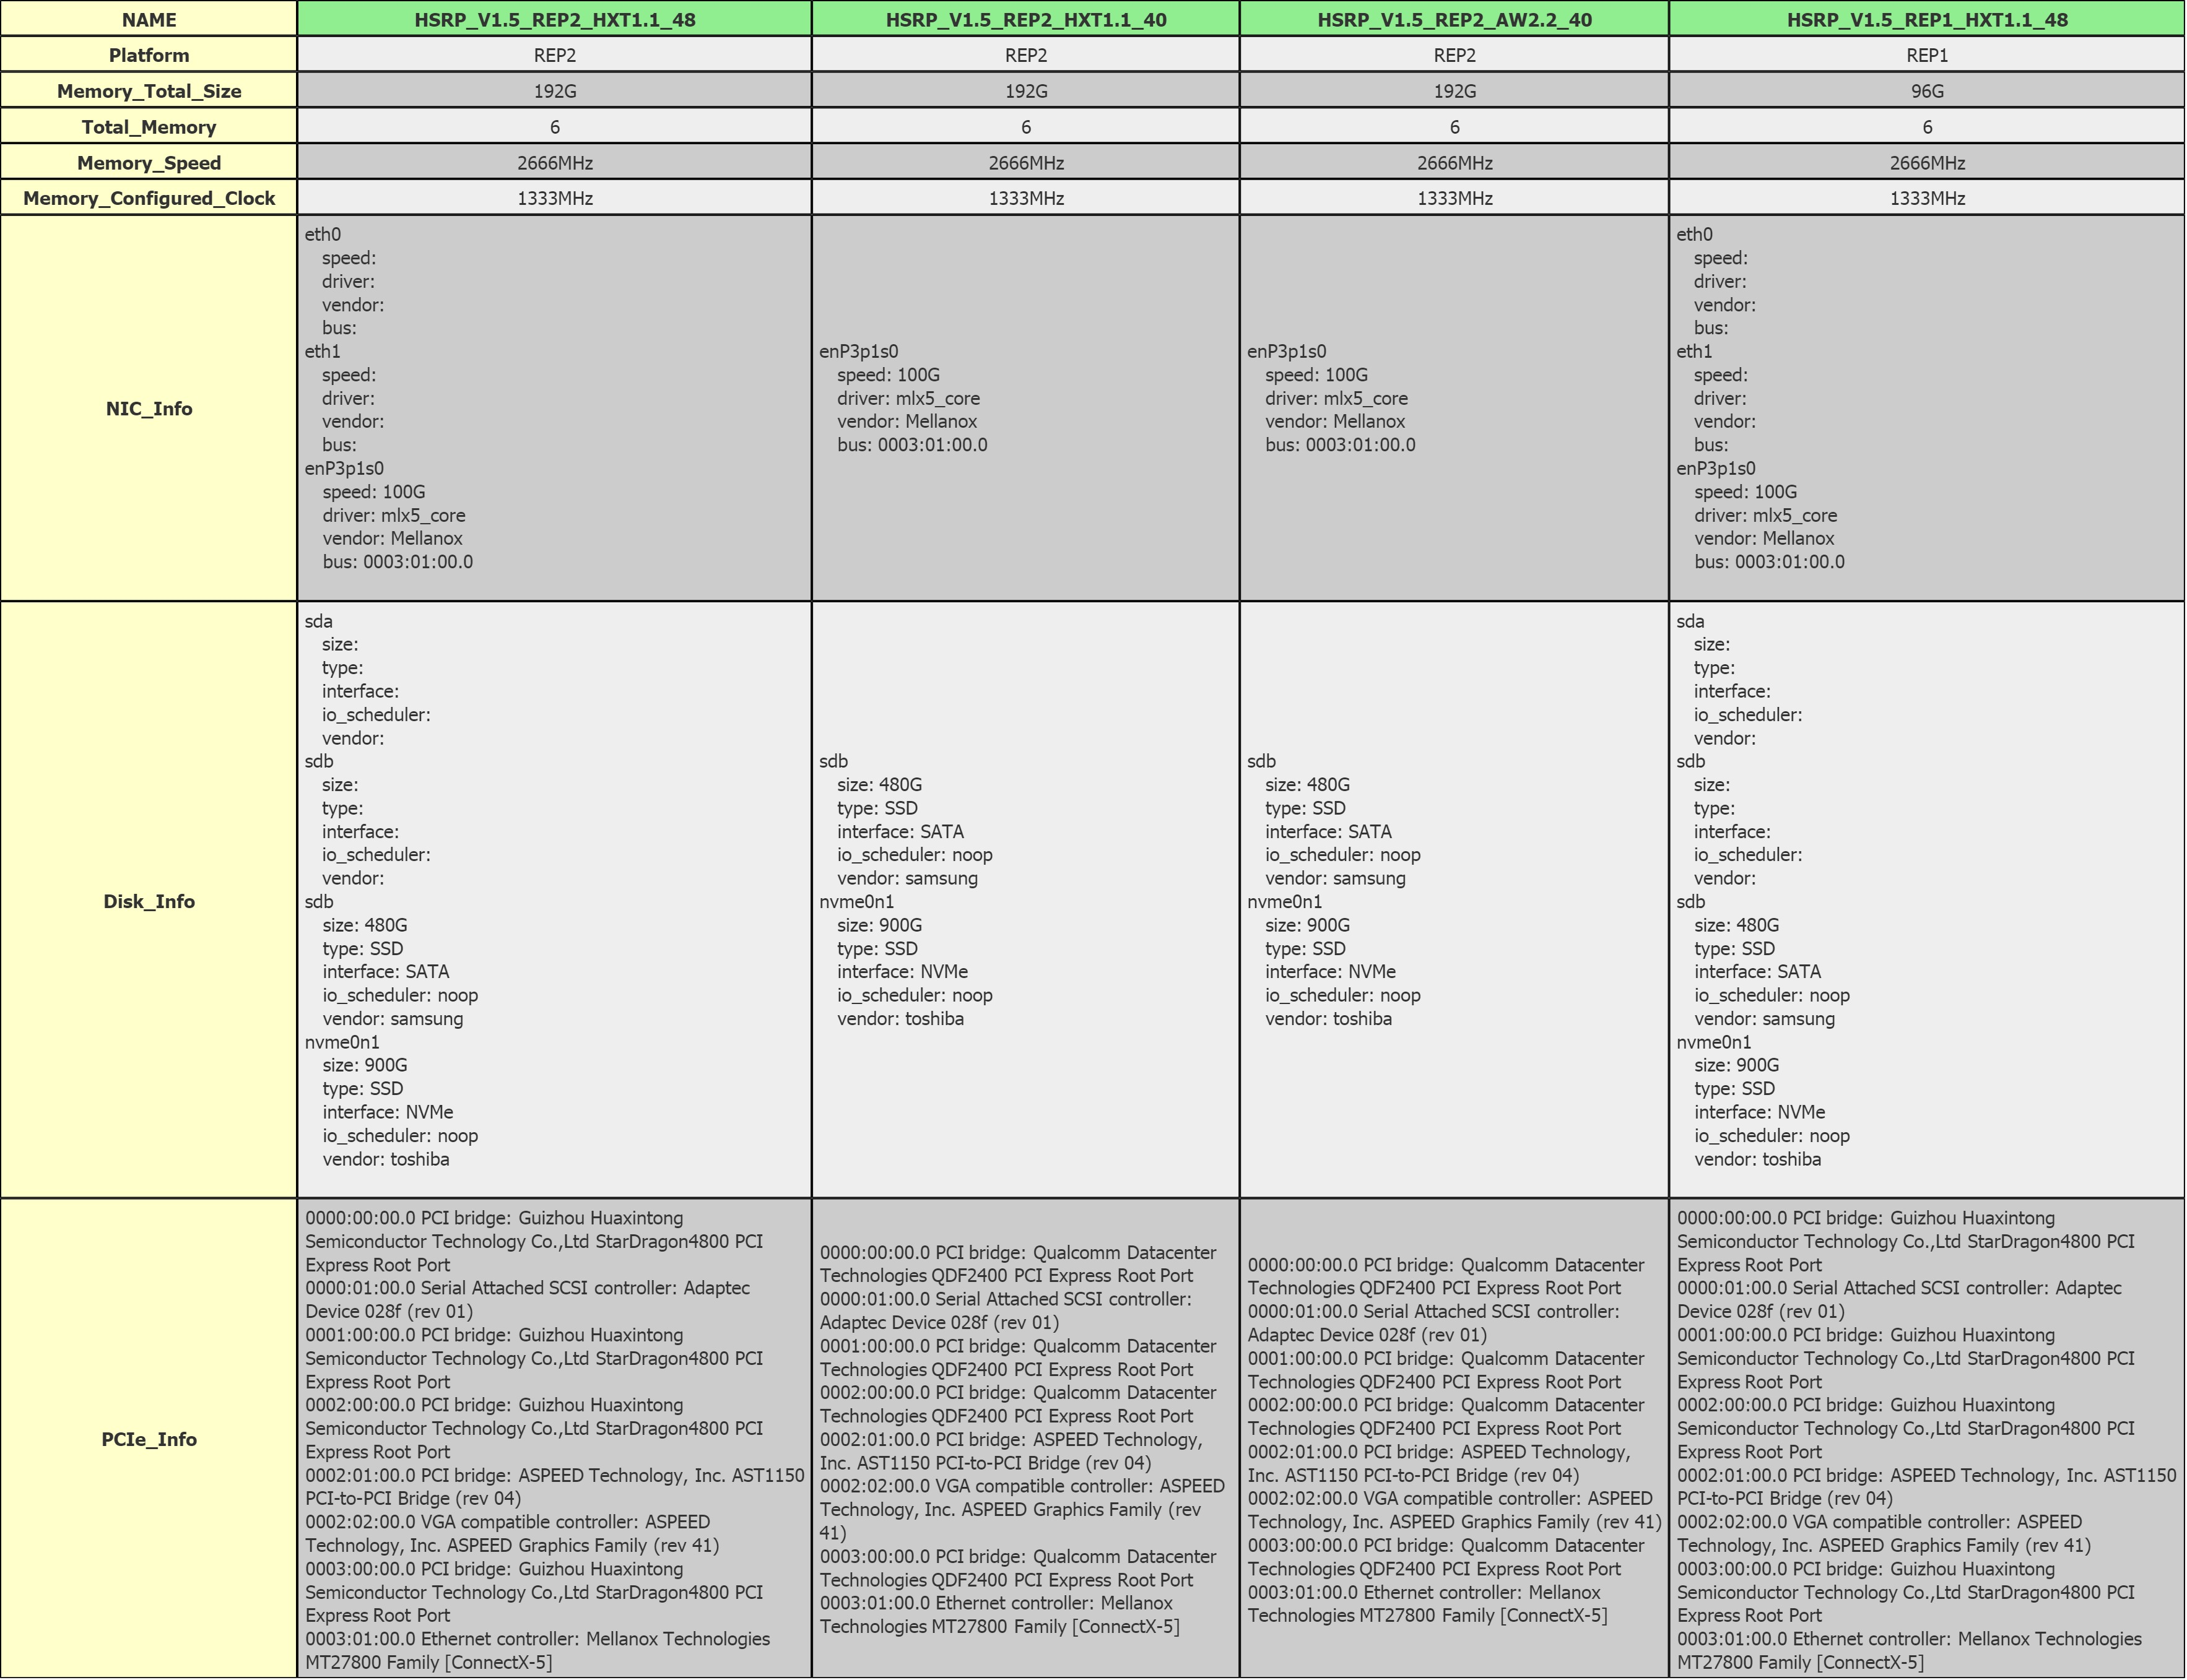 NAME HSRP_V1.5_REP2_HXT1.1_48 HSRP_V1.5_REP2_HXT1.1_40 HSRP_V1.5_REP2_AW2.2_40 HSRP_V1.5_REP1_HXT1.1_48
Platform REP2 REP2 REP2 REP1
Memory_Total_Size 192G 192G 192G 96G
Total_Memory 6 6 6 6
Memory_Speed 2666MHz 2666MHz 2666MHz 2666MHz
Memory_Configured_Clock 1333MHz 1333MHz 1333MHz 1333MHz
NIC_Info
eth0
speed:
driver:
vendor:
bus:
eth1
speed:
driver:
vendor:
bus:
enP3p1s0
speed: 100G
driver: mlx5_core
vendor: Mellanox
bus: 0003:01:00.0
enP3p1s0
speed: 100G
driver: mlx5_core
vendor: Mellanox
bus: 0003:01:00.0
enP3p1s0
speed: 100G
driver: mlx5_core
vendor: Mellanox
bus: 0003:01:00.0
eth0
speed:
driver:
vendor:
bus:
eth1
speed:
driver:
vendor:
bus:
enP3p1s0
speed: 100G
driver: mlx5_core
vendor: Mellanox
bus: 0003:01:00.0
Disk_Info
sda
size:
type:
interface:
io_scheduler:
vendor:
sdb
size:
type:
interface:
io_scheduler:
vendor:
sdb
size: 480G
type: SSD
interface: SATA
io_scheduler: noop
vendor: samsung
nvme0n1
size: 900G
type: SSD
interface: NVMe
io_scheduler: noop
vendor: toshiba
sdb
size: 480G
type: SSD
interface: SATA
io_scheduler: noop
vendor: samsung
nvme0n1
size: 900G
type: SSD
interface: NVMe
io_scheduler: noop
vendor: toshiba
sdb
size: 480G
type: SSD
interface: SATA
io_scheduler: noop
vendor: samsung
nvme0n1
size: 900G
type: SSD
interface: NVMe
io_scheduler: noop
vendor: toshiba
sda
size:
type:
interface:
io_scheduler:
vendor:
sdb
size:
type:
interface:
io_scheduler:
vendor:
sdb
size: 480G
type: SSD
interface: SATA
io_scheduler: noop
vendor: samsung
nvme0n1
size: 900G
type: SSD
interface: NVMe
io_scheduler: noop
vendor: toshiba
PCIe_Info
0000:00:00.0 PCI bridge: Guizhou Huaxintong
Semiconductor Technology Co.,Ltd StarDragon4800 PCI
Express Root Port
0000:01:00.0 Serial Attached SCSI controller: Adaptec
Device 028f (rev 01)
0001:00:00.0 PCI bridge: Guizhou Huaxintong
Semiconductor Technology Co.,Ltd StarDragon4800 PCI
Express Root Port
0002:00:00.0 PCI bridge: Guizhou Huaxintong
Semiconductor Technology Co.,Ltd StarDragon4800 PCI
Express Root Port
0002:01:00.0 PCI bridge: ASPEED Technology, Inc. AST1150
PCI-to-PCI Bridge (rev 04)
0002:02:00.0 VGA compatible controller: ASPEED
Technology, Inc. ASPEED Graphics Family (rev 41)
0003:00:00.0 PCI bridge: Guizhou Huaxintong
Semiconductor Technology Co.,Ltd StarDragon4800 PCI
Express Root Port
0003:01:00.0 Ethernet controller: Mellanox Technologies
MT27800 Family [ConnectX-5]
0000:00:00.0 PCI bridge: Qualcomm Datacenter
Technologies QDF2400 PCI Express Root Port
0000:01:00.0 Serial Attached SCSI controller:
Adaptec Device 028f (rev 01)
0001:00:00.0 PCI bridge: Qualcomm Datacenter
Technologies QDF2400 PCI Express Root Port
0002:00:00.0 PCI bridge: Qualcomm Datacenter
Technologies QDF2400 PCI Express Root Port
0002:01:00.0 PCI bridge: ASPEED Technology,
Inc. AST1150 PCI-to-PCI Bridge (rev 04)
0002:02:00.0 VGA compatible controller: ASPEED
Technology, Inc. ASPEED Graphics Family (rev
41)
0003:00:00.0 PCI bridge: Qualcomm Datacenter
Technologies QDF2400 PCI Express Root Port
0003:01:00.0 Ethernet controller: Mellanox
Technologies MT27800 Family [ConnectX-5]
0000:00:00.0 PCI bridge: Qualcomm Datacenter
Technologies QDF2400 PCI Express Root Port
0000:01:00.0 Serial Attached SCSI controller:
Adaptec Device 028f (rev 01)
0001:00:00.0 PCI bridge: Qualcomm Datacenter
Technologies QDF2400 PCI Express Root Port
0002:00:00.0 PCI bridge: Qualcomm Datacenter
Technologies QDF2400 PCI Express Root Port
0002:01:00.0 PCI bridge: ASPEED Technology,
Inc. AST1150 PCI-to-PCI Bridge (rev 04)
0002:02:00.0 VGA compatible controller: ASPEED
Technology, Inc. ASPEED Graphics Family (rev 41)
0003:00:00.0 PCI bridge: Qualcomm Datacenter
Technologies QDF2400 PCI Express Root Port
0003:01:00.0 Ethernet controller: Mellanox
Technologies MT27800 Family [ConnectX-5]
0000:00:00.0 PCI bridge: Guizhou Huaxintong
Semiconductor Technology Co.,Ltd StarDragon4800 PCI
Express Root Port
0000:01:00.0 Serial Attached SCSI controller: Adaptec
Device 028f (rev 01)
0001:00:00.0 PCI bridge: Guizhou Huaxintong
Semiconductor Technology Co.,Ltd StarDragon4800 PCI
Express Root Port
0002:00:00.0 PCI bridge: Guizhou Huaxintong
Semiconductor Technology Co.,Ltd StarDragon4800 PCI
Express Root Port
0002:01:00.0 PCI bridge: ASPEED Technology, Inc. AST1150
PCI-to-PCI Bridge (rev 04)
0002:02:00.0 VGA compatible controller: ASPEED
Technology, Inc. ASPEED Graphics Family (rev 41)
0003:00:00.0 PCI bridge: Guizhou Huaxintong
Semiconductor Technology Co.,Ltd StarDragon4800 PCI
Express Root Port
0003:01:00.0 Ethernet controller: Mellanox Technologies
MT27800 Family [ConnectX-5]